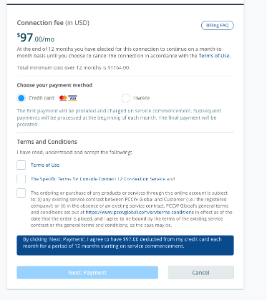 Connection fee (in USD)
Billing FAQ
$97.00/mo
At the end of 12 months you have elected for this connection to continue on a month-to-
month basis until you choose to cancel the connection in accordance with the Terms of Use.
Total minimum cost over 12 months is $1164.00
Choose your payment method
Credit card
Invoice
The first payment will be prorated and charged on service commencement. Subsequent
payments will be processed at the beginning of each month. The final payment will be
prorated.
Terms and Conditions
I have read, understood and accept the following:
Terms of Use
The Specific Terms for Console Connect L2 Connection Service and
The ordering or purchase of any products or services through the online account is subject
to: (i) any existing service contract between PCCW Global and Customer (i.e.: the registered
company); or (ii) in the absence of an existing service contract, PCCW Global's general terms
and conditions set out at https://www.pccwglobal.com/en/terms-conditions in effect as of the
date that the order is placed, and I agree to be bound by the terms of the existing service
contract or the general terms and conditions, as the case may be.
By clicking 'Next: Payment', I agree to have $97.00 deducted from my credit card each
month for a period of 12 months starting on service commencement.
Next: Payment
Cancel